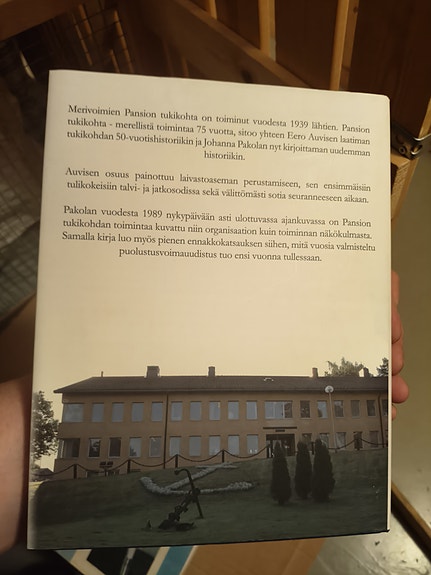 Merivoimien Pansion tukikohta on toiminut vuodesta 1939 lähtien. Pansion
tukikohta - merellistä toimintaa 75 vuotta, sitoo yhteen Eero Auvisen laatiman
tukikohdan 50-vuotishistoriikin ja Johanna Pakolan nyt kirjoittaman uudemman
historiikin.
Auvisen osuus painottuu laivastoaseman perustamiseen, sen ensimmäisiin
tulikokeisiin talvi- ja jatkosodissa sekä välittömästi sotia seuranneeseen aikaan.
Pakolan vuodesta 1989 nykypäivään asti ulottuvassa ajankuvassa on Pansion
tukikohdan toimintaa kuvattu niin organisaation kuin toiminnan näkökulmasta.
Samalla kirja luo myös pienen ennakkokatsauksen siihen, mitä vuosia valmisteltu
puolustusvoimauudistus tuo ensi vuonna tullessaan.